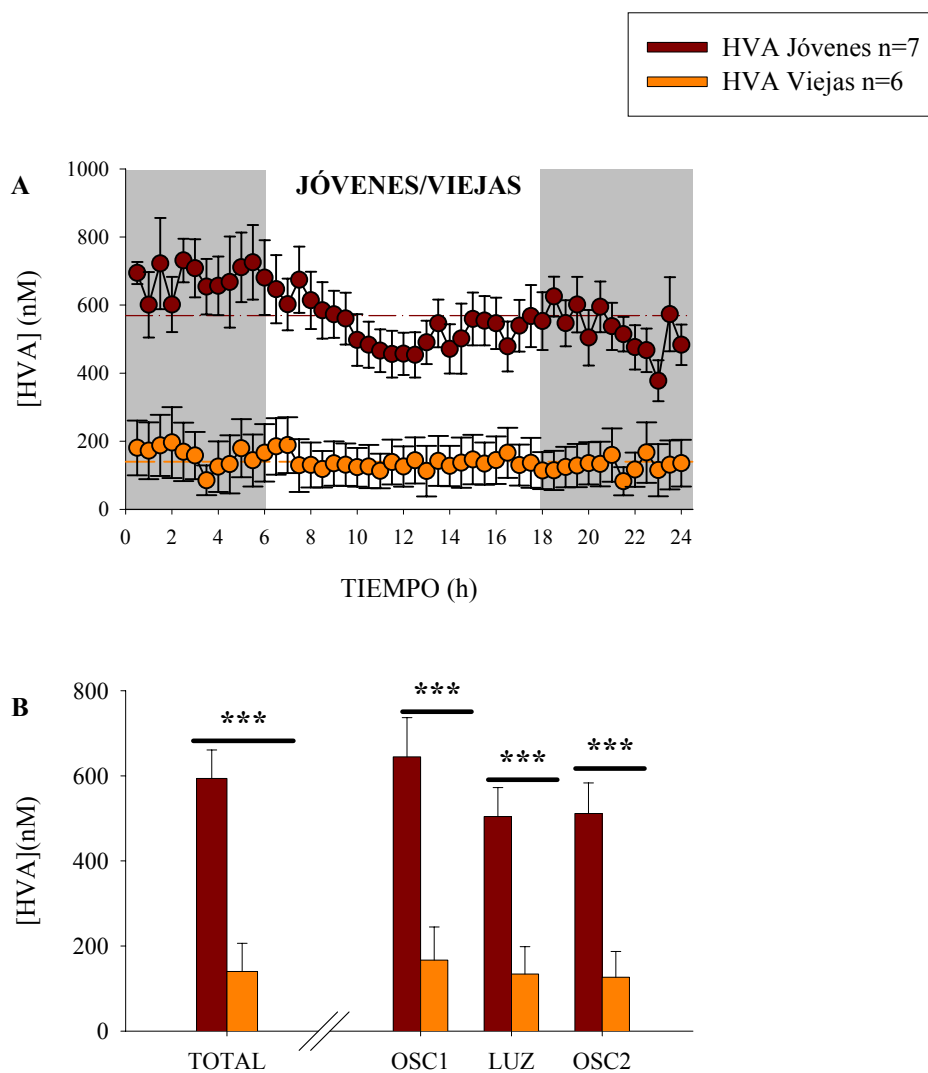 HVA Jóvenes n=7
HVA Viejas n=6
A
JÓVENES/VIEJAS
[HVA] (nM)
1000
800
600
400
200
0
0 2 4 6 8 10 12 14 16 18 20 22 24
TIEMPO (h)
B
[HVA](nM)
800
600
400
200
0
*** *** *** ***
TOTAL OSC1 LUZ OSC2